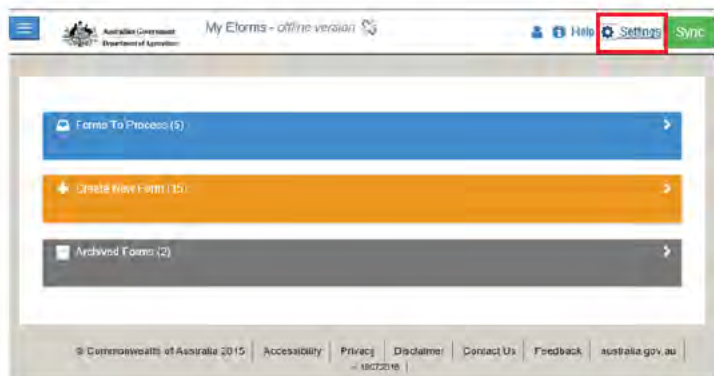 Australian Government
Department of Agriculture
My Eforms - offline version
Help
Settings
Sync
Forms To Process (5)
Create New Form (15)
Archived Forms (2)
© Commonwealth of Australia 2015 | Accessibility | Privacy | Disclaimer | Contact Us | Feedback | australia.gov.au |